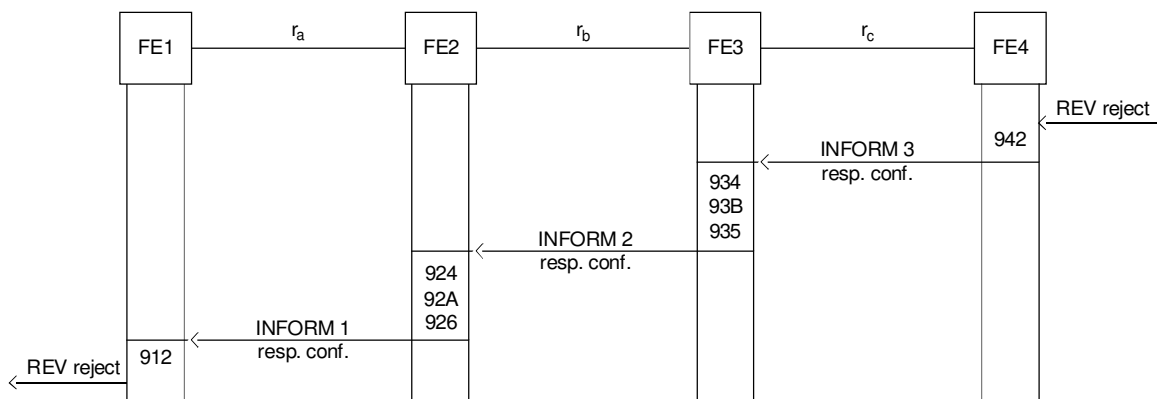 FE1 ra FE2 rb FE3 rc FE4
REV reject
942
INFORM 3
resp. conf.
934
93B
935
INFORM 2
resp. conf.
924
92A
926
INFORM 1
resp. conf.
912
REV reject